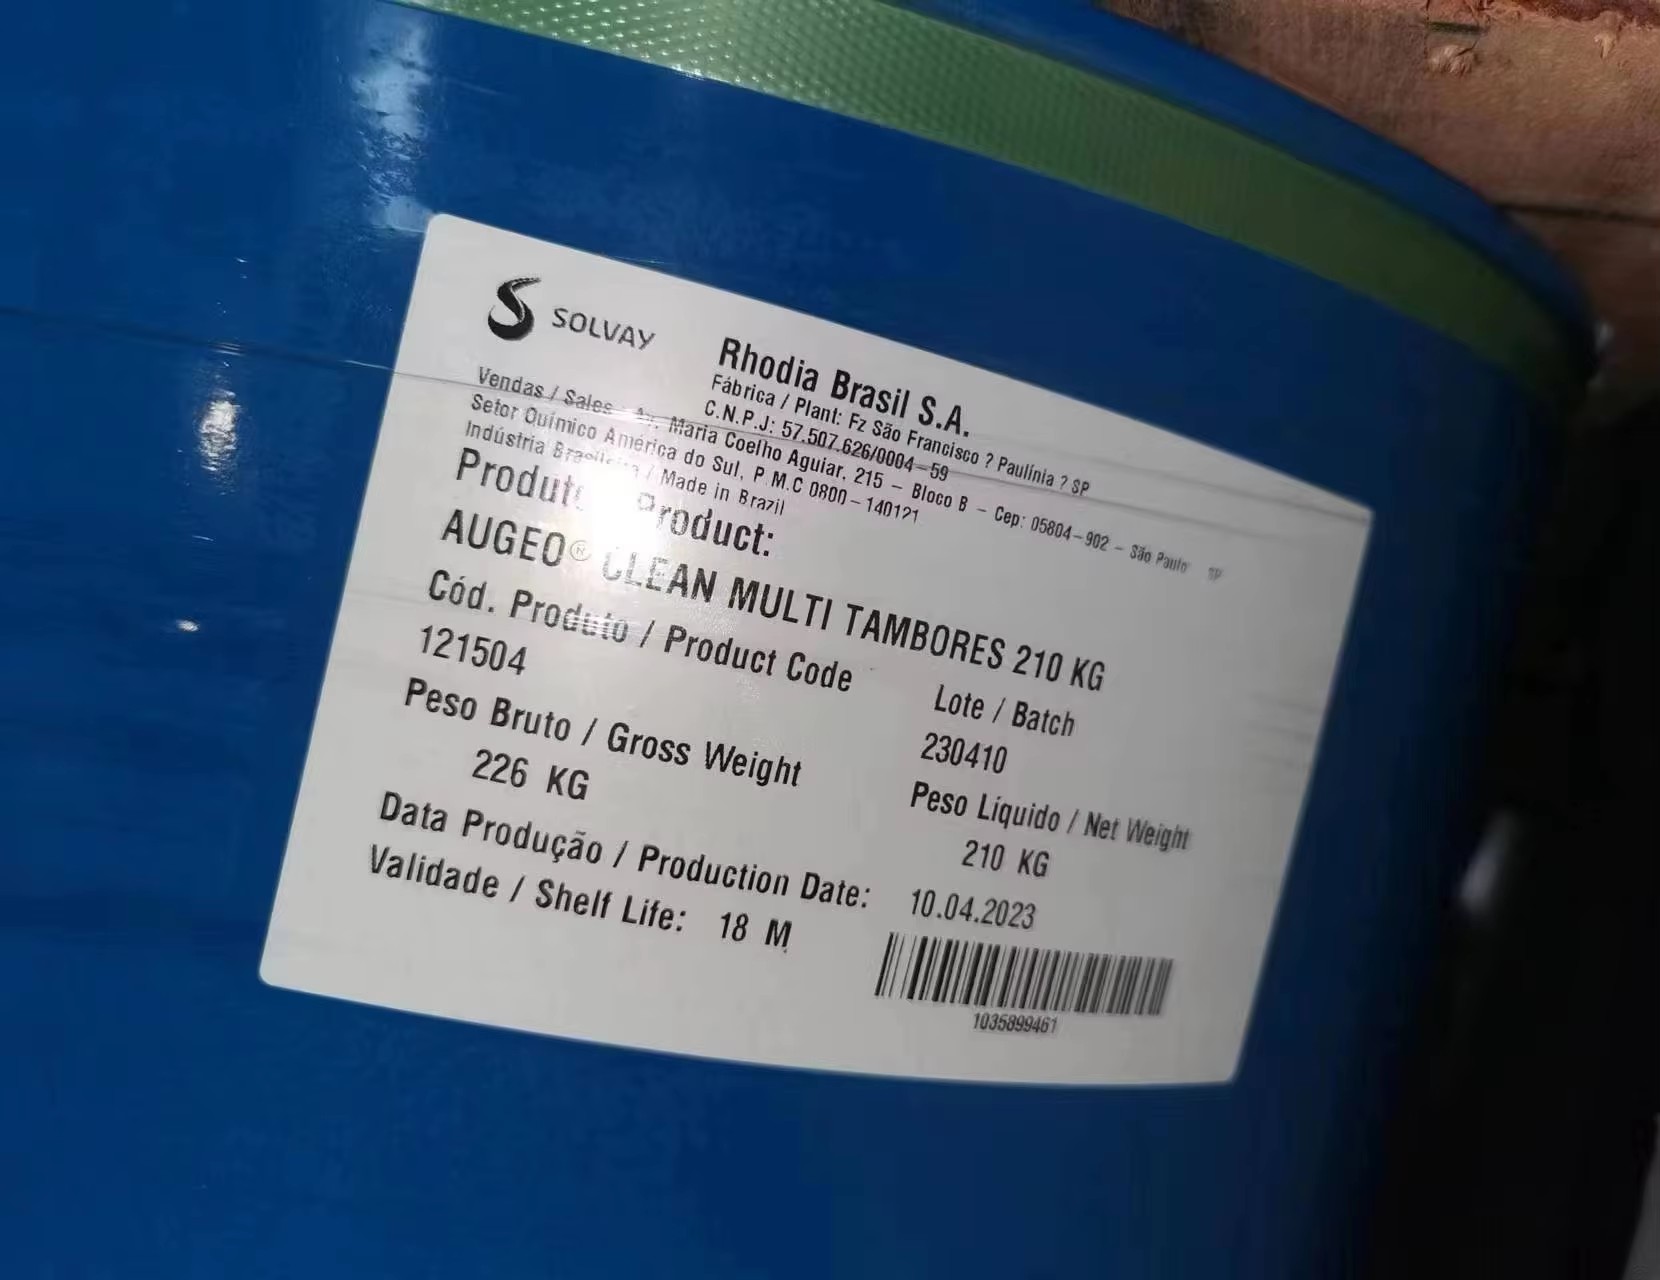 SOLVAY
Rhodia Brasil S.A.
Fábrica / Plant: Fz São Francisco ? Paulínia ? SP
C.N.P.J: 57.507.626/0004-59
Vendas / Sales Av. Maria Coelho Aguiar, 215 - Bloco B - Cep: 05804-902 - São Paulo SP
Setor Químico América do Sul, P.M.C 0800-140121
Indústria Brasileira / Made in Brazil
Product:
AUGEO® CLEAN MULTI TAMBORES 210 KG
Cód. Produto / Product Code
Lote / Batch
121504
230410
Peso Bruto / Gross Weight
Peso Líquido / Net Weight
226 KG
210 KG
Data Produção / Production Date: 10.04.2023
Validade / Shelf Life: 18 M
1035899461